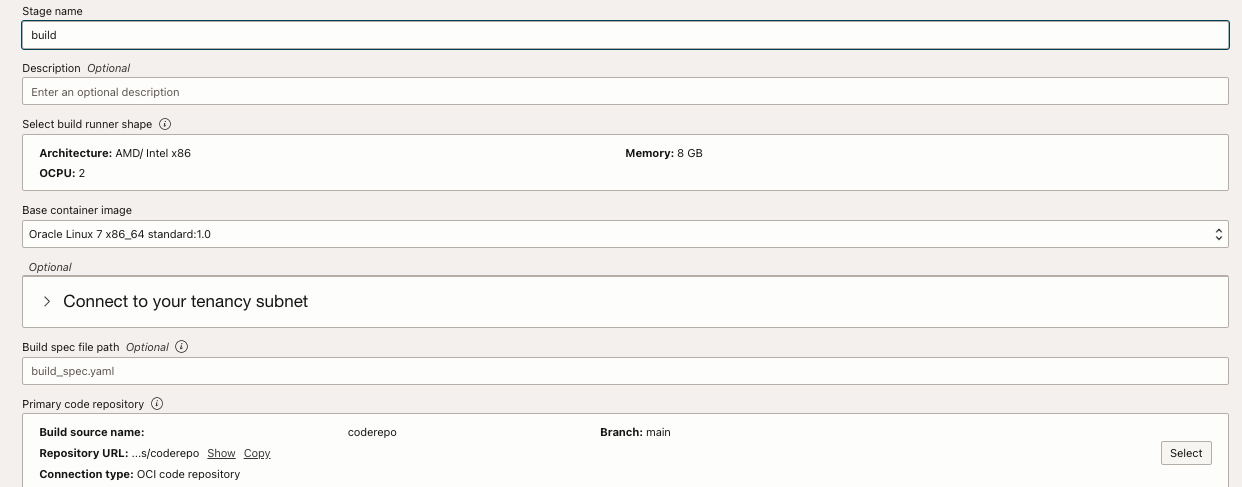 Stage name
build
Description Optional
Enter an optional description
Select build runner shape i
Architecture: AMD/ Intel x86 Memory: 8 GB
OCPU: 2
Base container image
Oracle Linux 7 x86_64 standard:1.0
Optional
Connect to your tenancy subnet
Build spec file path Optional i
build_spec.yaml
Primary code repository i
Build source name: coderepo Branch: main
Repository URL: ...s/coderepo Show Copy Select
Connection type: OCI code repository